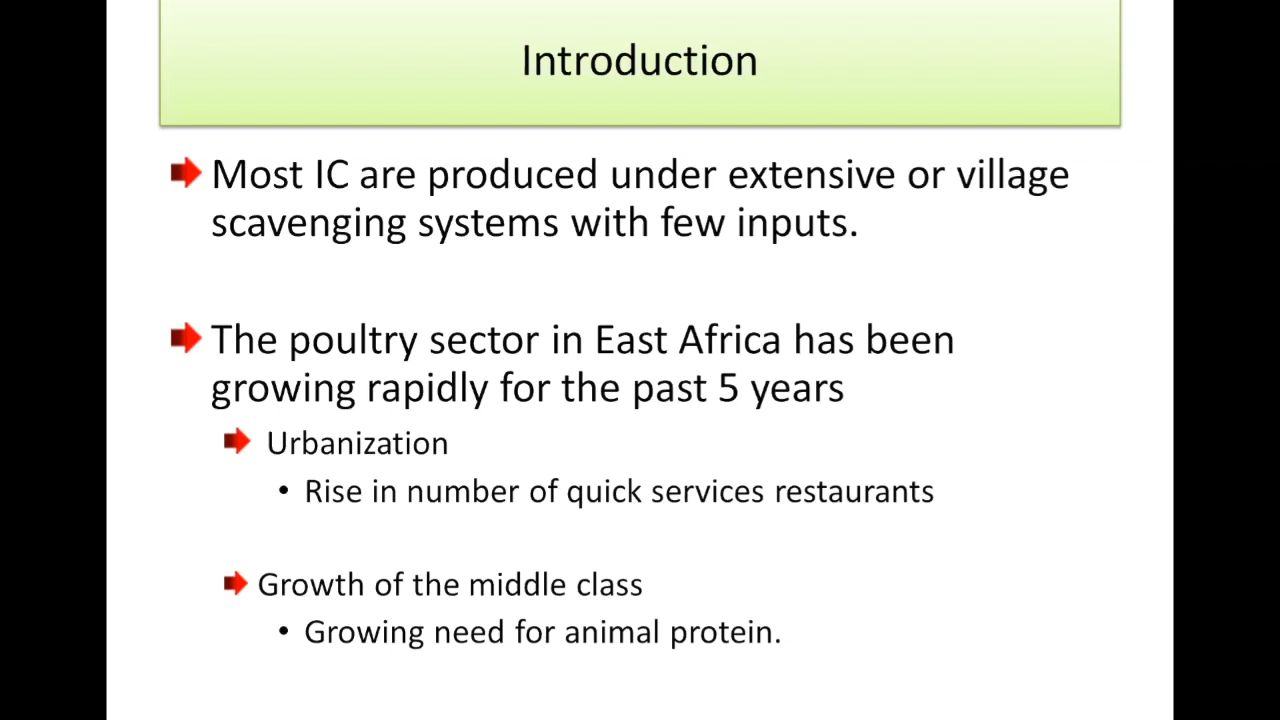 Introduction
Most IC are produced under extensive or village
scavenging systems with few inputs.
The poultry sector in East Africa has been
growing rapidly for the past 5 years
Urbanization
• Rise in number of quick services restaurants
Growth of the middle class
• Growing need for animal protein.